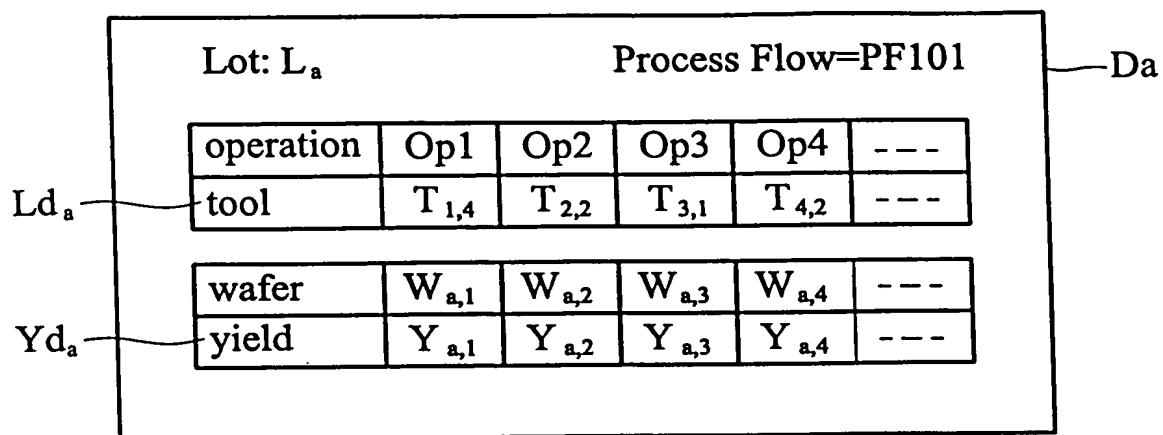 Lot: Lₐ Process Flow=PF101
Da
operation Op1 Op2 Op3 Op4 ---
Ldₐ tool T₁,₄ T₂,₂ T₃,₁ T₄,₂ ---
wafer Wₐ,₁ Wₐ,₂ Wₐ,₃ Wₐ,₄ ---
Ydₐ yield Yₐ,₁ Yₐ,₂ Yₐ,₃ Yₐ,₄ ---